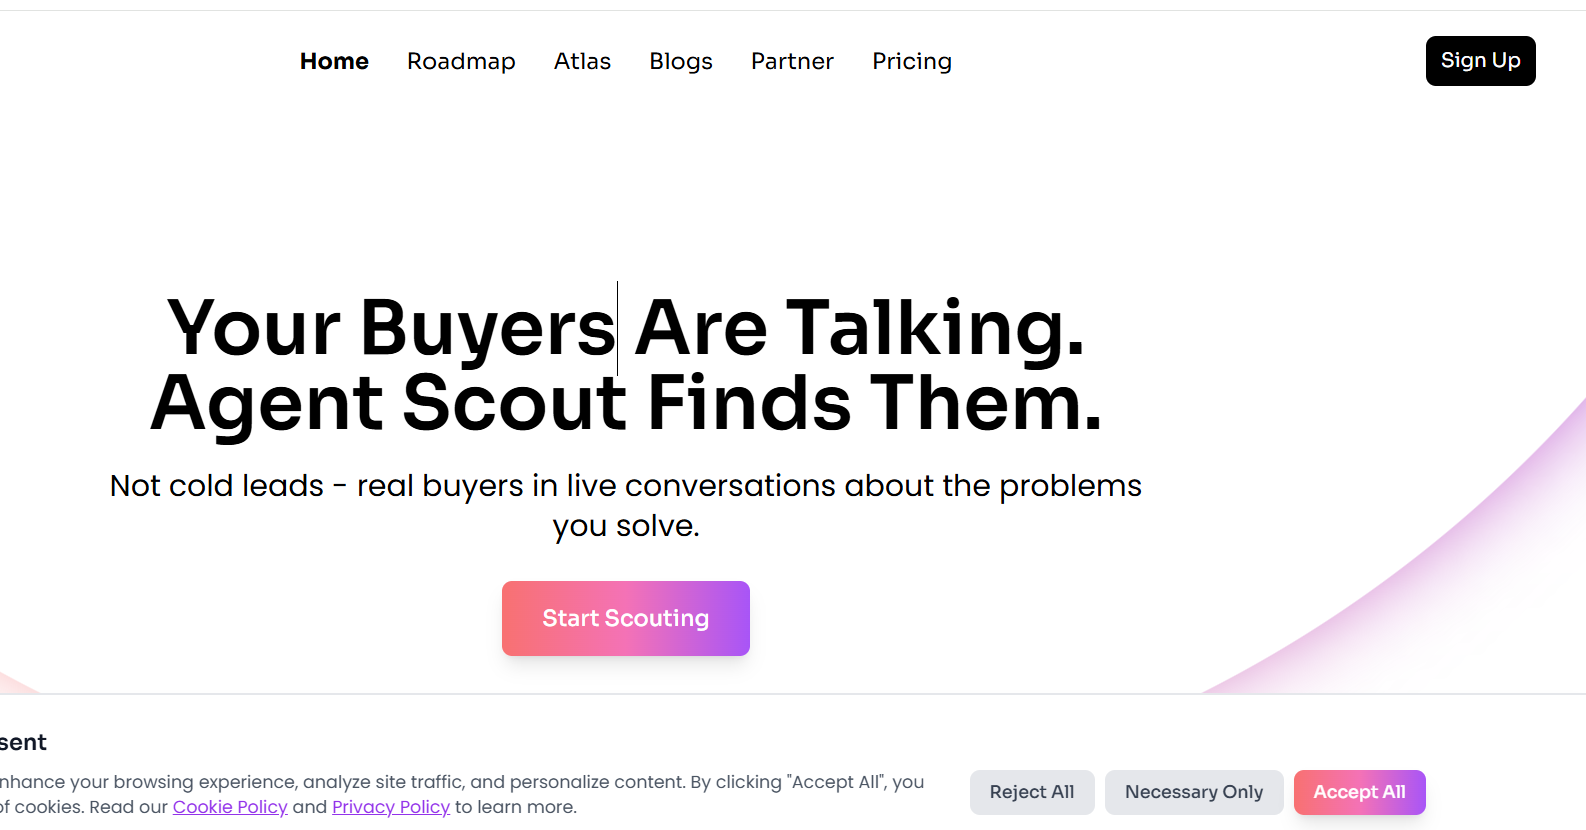 Home Roadmap Atlas Blogs Partner Pricing Sign Up
Your Buyers Are Talking.
Agent Scout Finds Them.
Not cold leads - real buyers in live conversations about the problems
you solve.
Start Scouting
your browsing experience, analyze site traffic, and personalize content. By clicking "Accept All", you
of cookies. Read our Cookie Policy and Privacy Policy to learn more.
Reject All Necessary Only Accept All